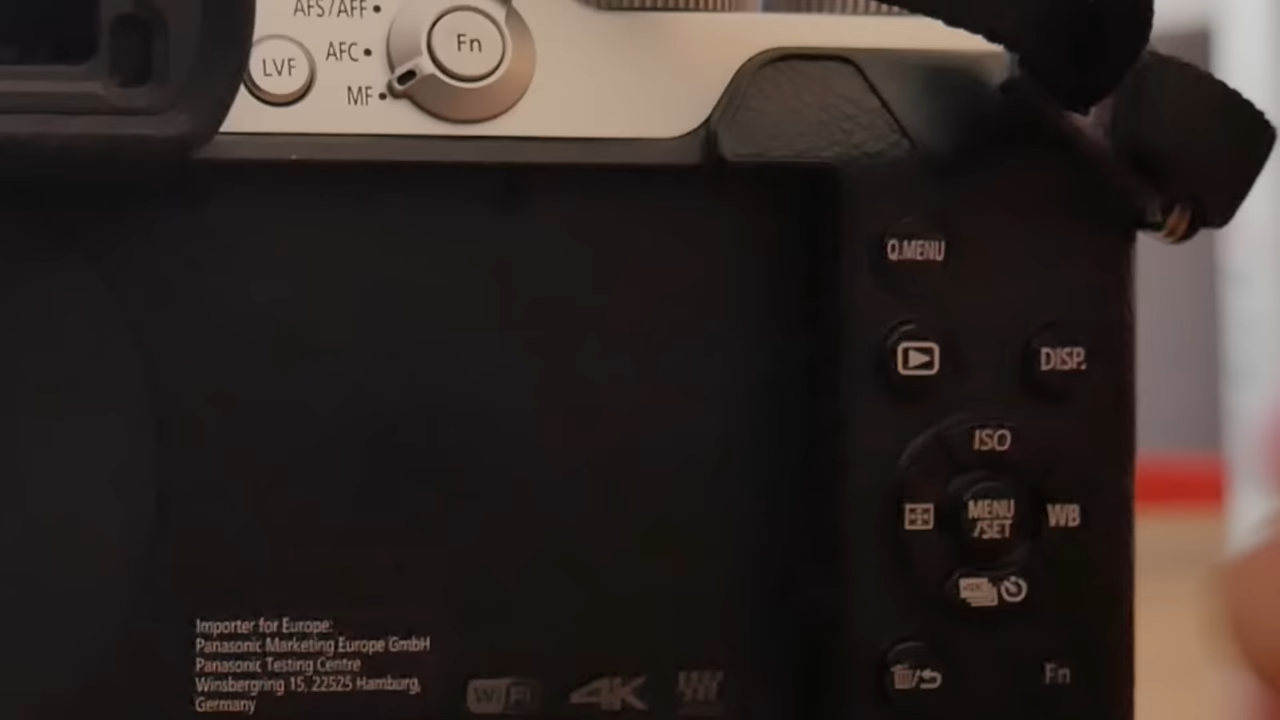 AFS/AFF
Fn
LVF
AFC
MF
Q.MENU
DISP.
ISO
MENU
/SET
WB
Fn
Importer for Europe:
Panasonic Marketing Europe GmbH
Panasonic Testing Centre
Winsbergring 15, 22525 Hamburg,
Germany
WiFi
4K